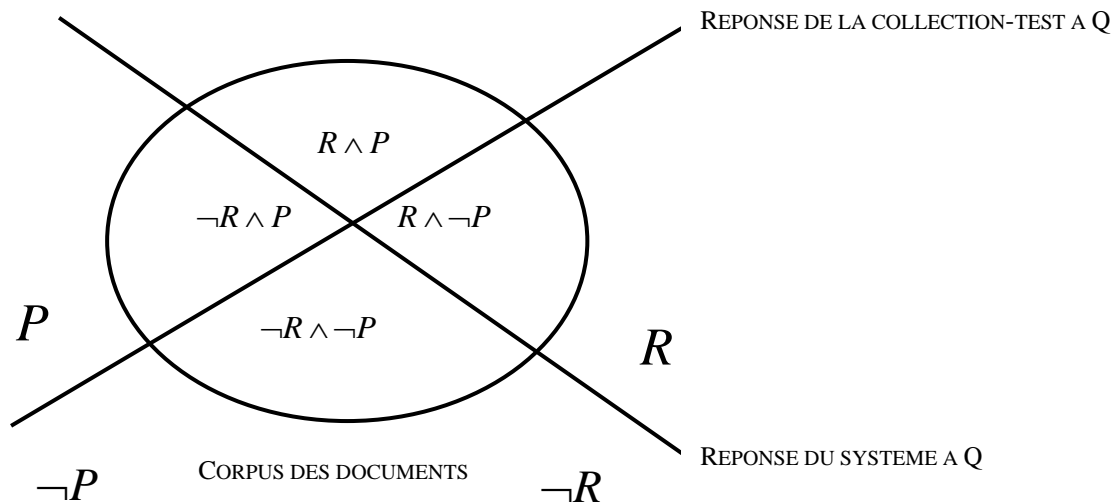 REPONSE DE LA COLLECTION-TEST A Q
R ∧ P
¬R ∧ P
R ∧ ¬P
P
¬R ∧ ¬P
R
REPONSE DU SYSTEME A Q
CORPUS DES DOCUMENTS
¬P
¬R